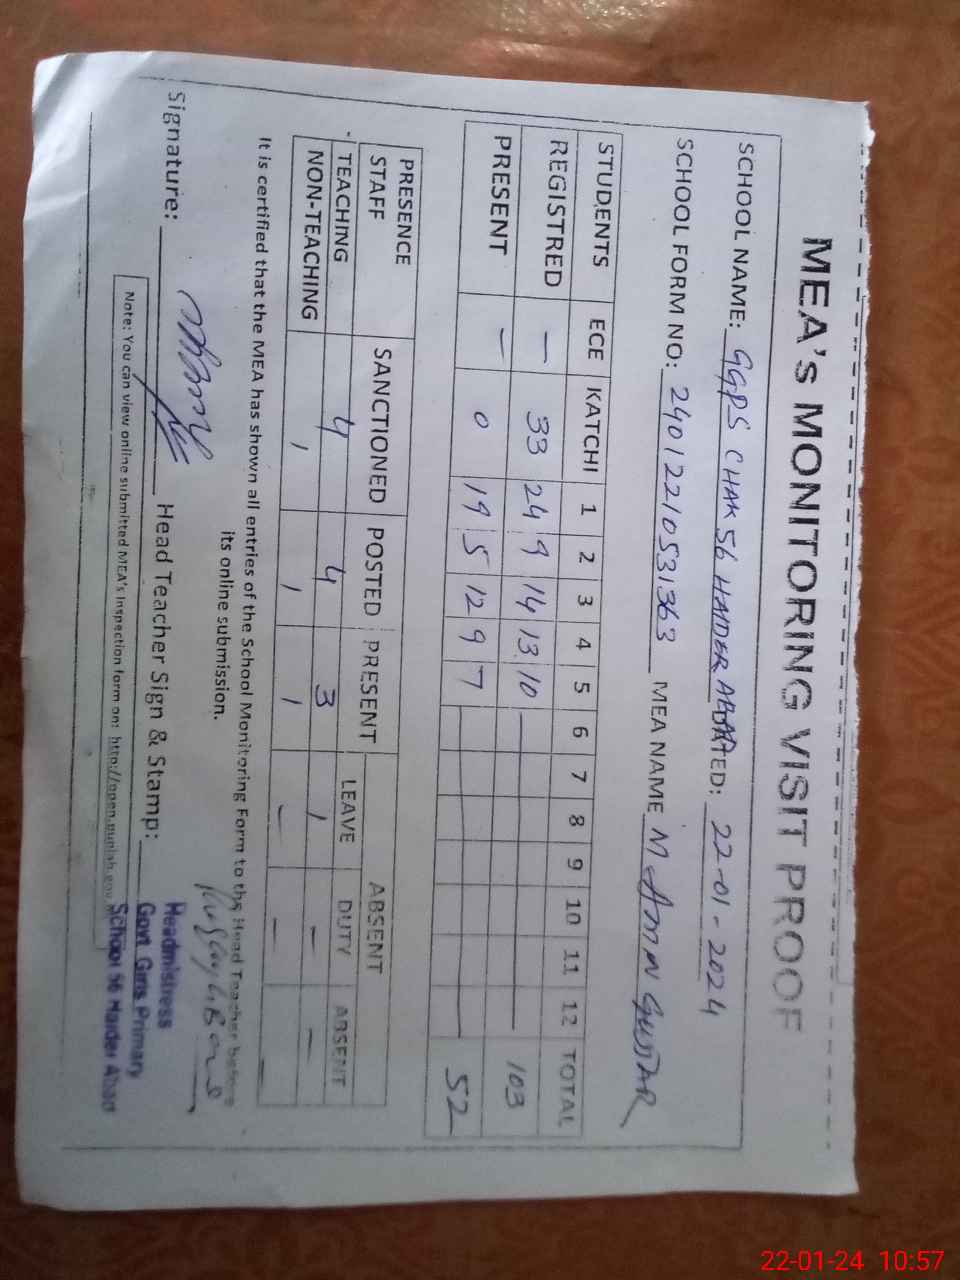 MEA's MONITORING VISIT PROOF
SCHOOL NAME: GGPS CHAK 56 HAIDER ABAD DATED: 22-01-2024
SCHOOL FORM NO: 24012210531363 MEA NAME M AMIN
STUDENTS ECE KATCHI 1 2 3 4 5 6 7 8 9 10 11 12 TOTAL
REGISTRED — 33 24 9 14 13 10 — 103
PRESENT — 0 19 5 12 9 7 — 52
PRESENCE STAFF SANCTIONED POSTED PRESENT ABSENT
LEAVE DUTY ABSENT
TEACHING 4 4 3 1 — —
NON-TEACHING 1 1 1 — — —
It is certified that the MEA has shown all entries of the School Monitoring Form to the Head Teacher before
its online submission.
Signature: Head Teacher Sign & Stamp:
Headmistress
Govt Girls Primary
School 56 Haider Abad
Note: You can view online submitted MEA's Inspection form on: http://open.punjab.gov
22-01-24 10:57